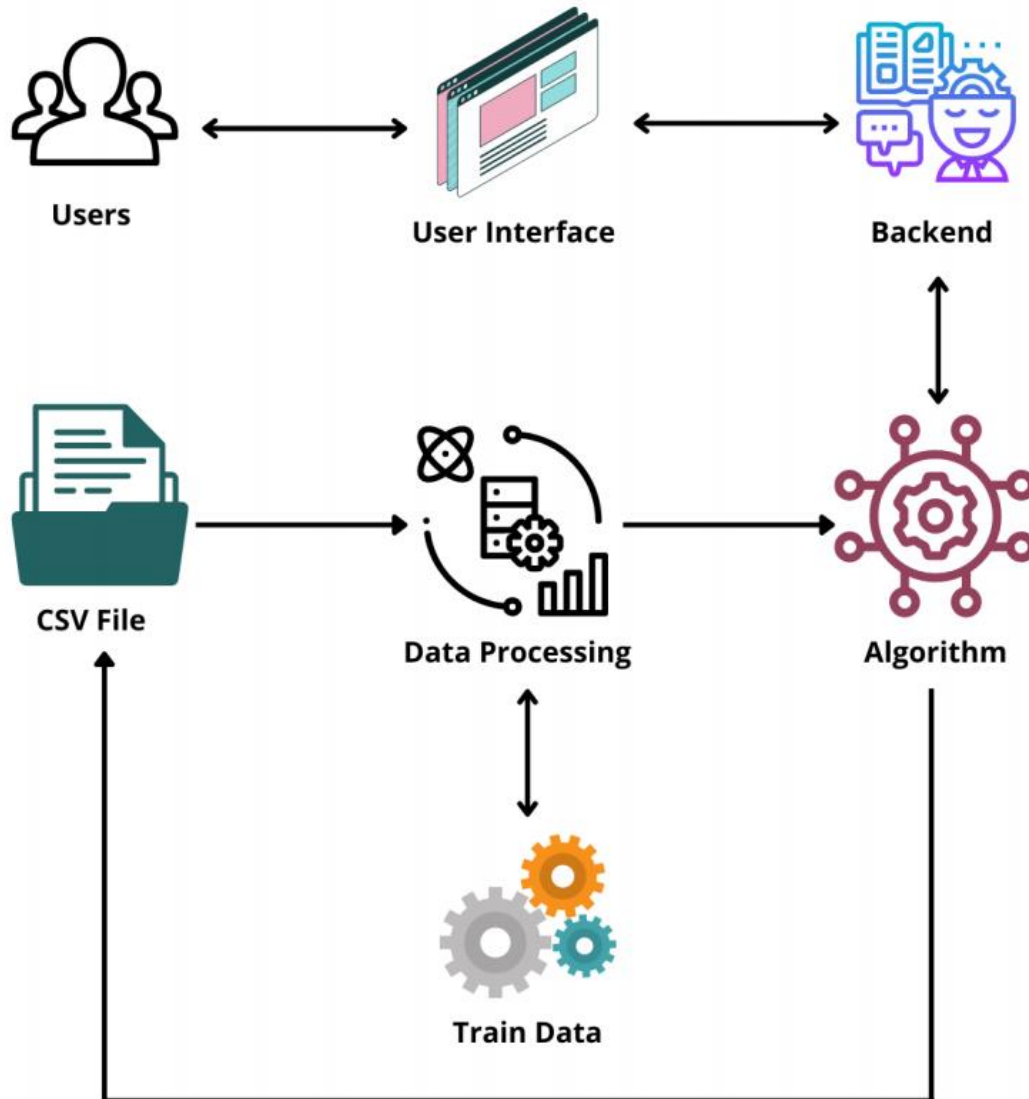 Users
User Interface
Backend
CSV File
Data Processing
Algorithm
Train Data